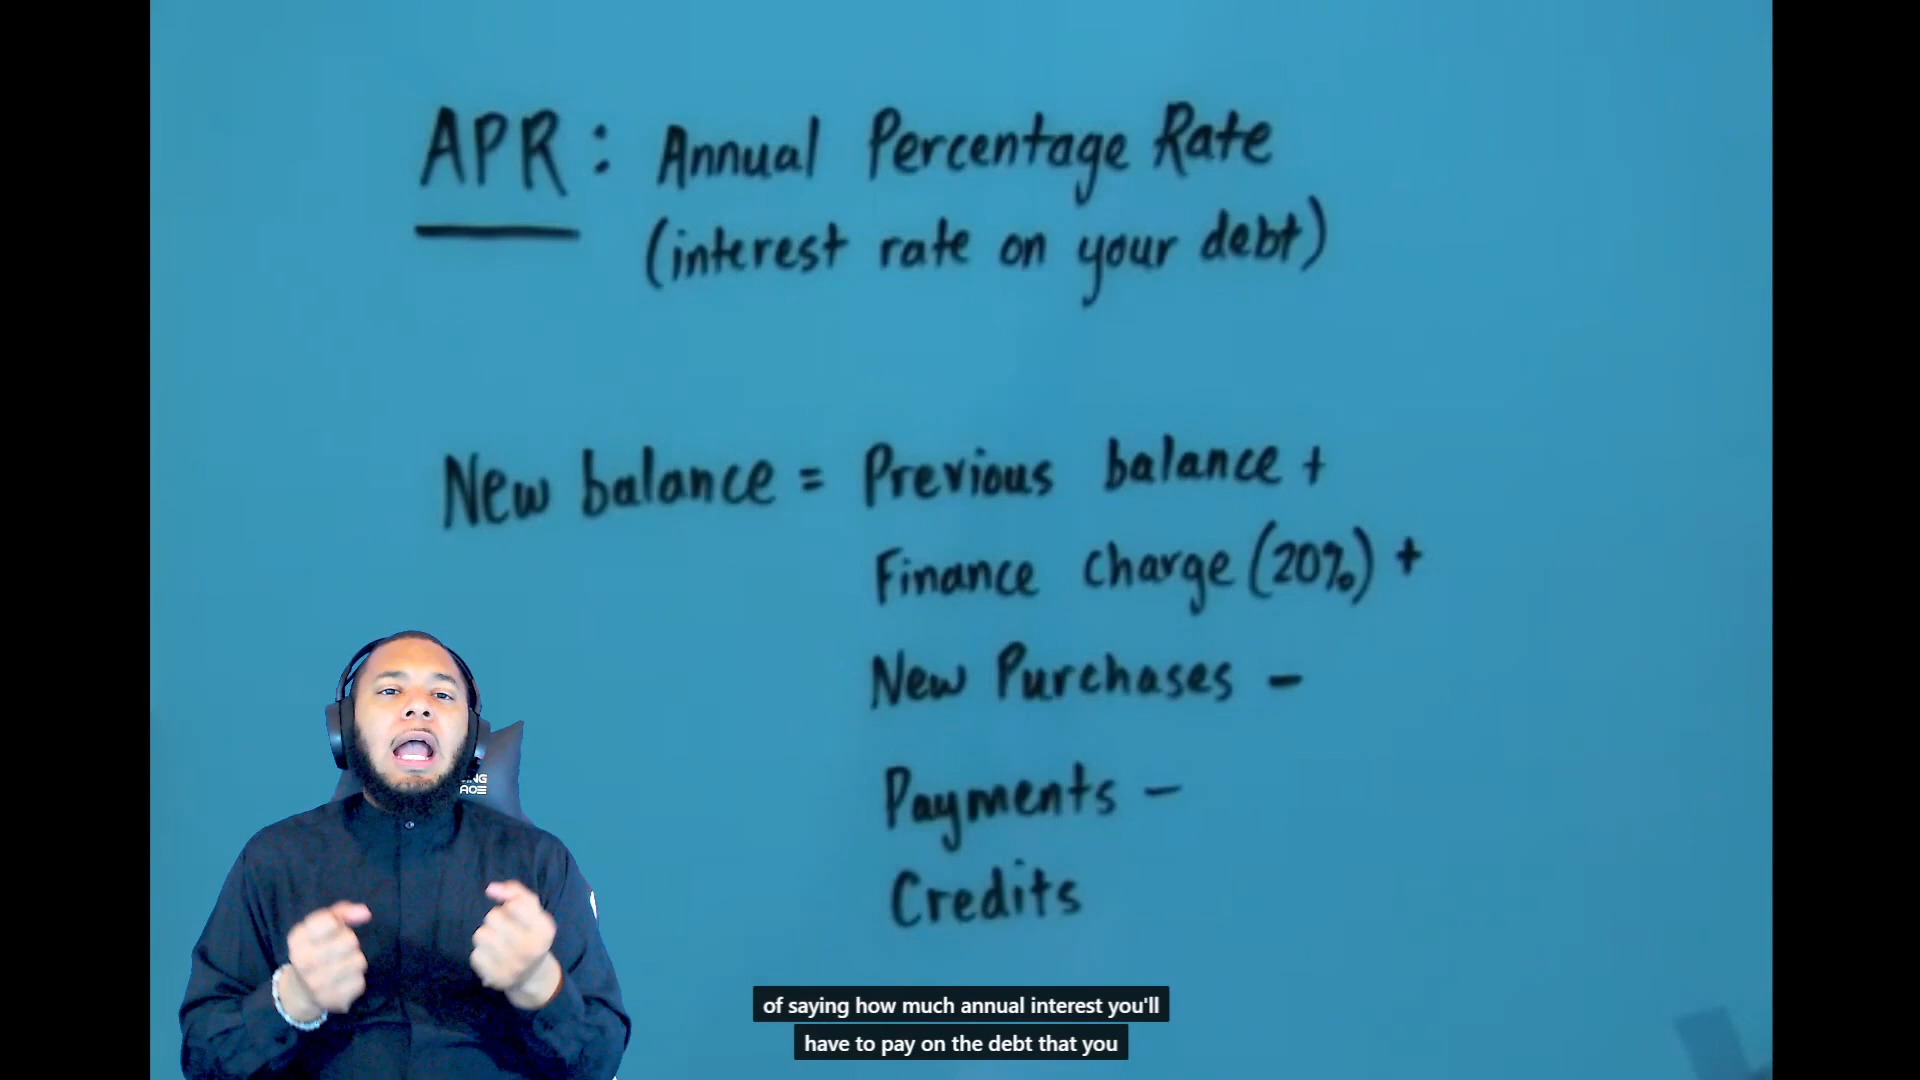 APR: Annual Percentage Rate
(interest rate on your debt)
New balance = Previous balance +
Finance charge (20%) +
New Purchases -
Payments -
Credits
of saying how much annual interest you'll
have to pay on the debt that you